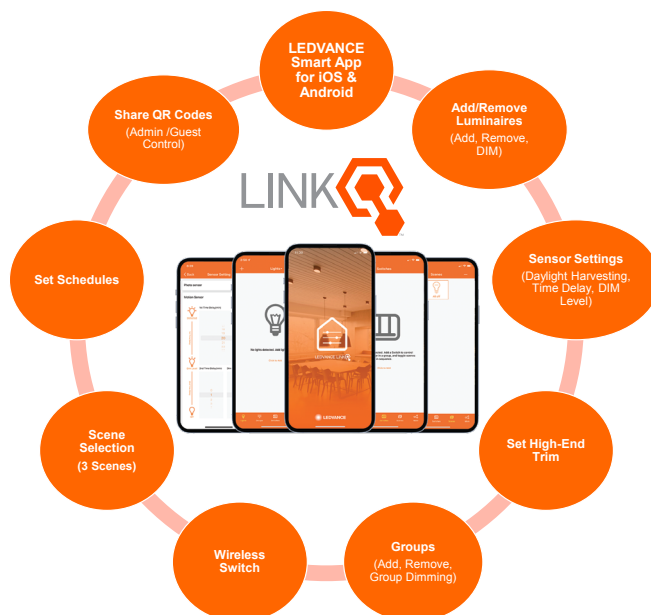 LEDVANCE
Smart App
for iOS &
Android
Share QR Codes
(Admin /Guest
Control)
Add/Remove
Luminaires
(Add, Remove,
DIM)
LINK
Set Schedules
Sensor Settings
(Daylight Harvesting,
Time Delay, DIM
Level)
LEDVANCE LINK
LEDVANCE
Scene
Selection
(3 Scenes)
Set High-End
Trim
Wireless
Switch
Groups
(Add, Remove,
Group Dimming)